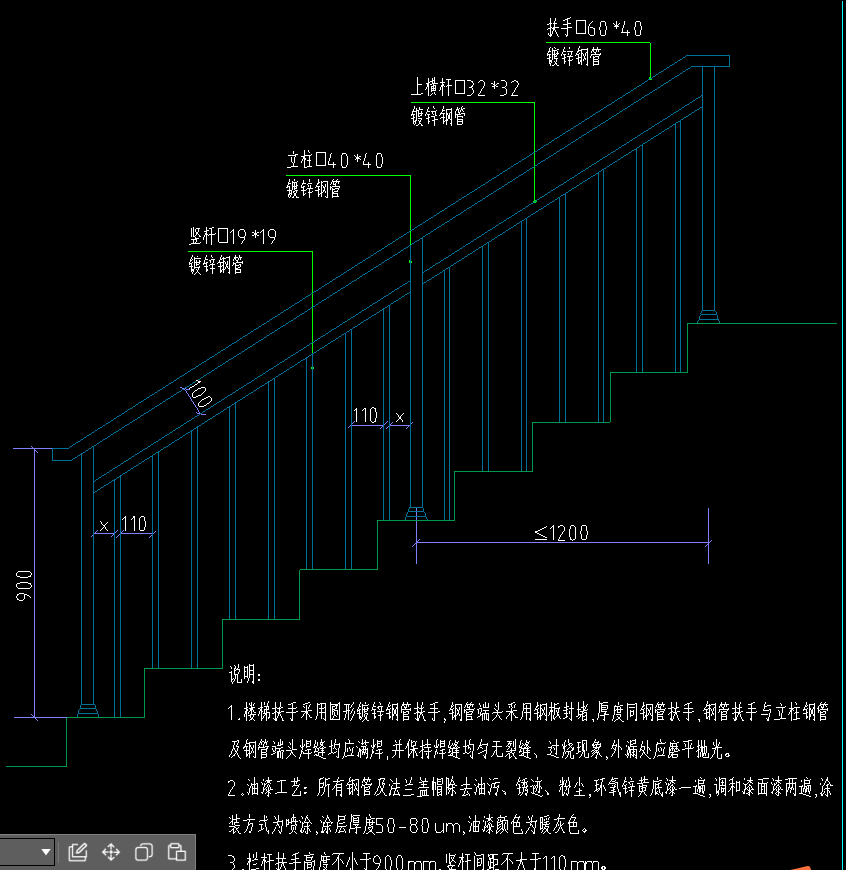 扶手□60*40
镀锌钢管
上横杆□32*32
镀锌钢管
立柱□40*40
镀锌钢管
竖杆□19*19
镀锌钢管
100
110 x
x 110
≤1200
900
说明:
1.楼梯扶手采用圆形镀锌钢管扶手,钢管端头采用钢板封堵,厚度同钢管扶手,钢管扶手与立柱钢管
及钢管端头焊缝均应满焊,并保持焊缝均匀无裂缝、过烧现象,外漏处应磨平抛光。
2.油漆工艺: 所有钢管及法兰盖帽除去油污、锈迹、粉尘,环氧锌黄底漆一遍,调和漆面漆两遍,涂
装方式为喷涂,涂层厚度50-80um,油漆颜色为暖灰色。
3.栏杆扶手高度不小于900mm,竖杆间距不大于110mm。